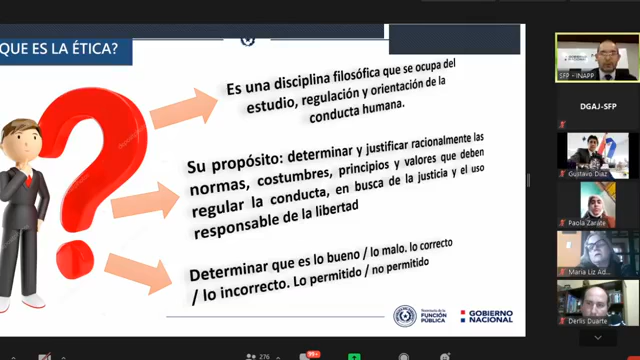 QUE ES LA ÉTICA?
Es una disciplina filosófica que se ocupa del
estudio, regulación y orientación de la
conducta humana.
Su propósito: determinar y justificar racionalmente las
normas, costumbres, principios y valores que deben
regular la conducta, en busca de la justicia y el uso
responsable de la libertad
Determinar que es lo bueno / lo malo. lo correcto
/ lo incorrecto. Lo permitido / no permitido
FUNCIÓN
PÚBLICA
GOBIERNO
NACIONAL
SFP - INAPP
DGAJ-SFP
Gustavo Diaz
Paola Zarate
Maria Liz Ad...
Derlis Duarte
276
99+